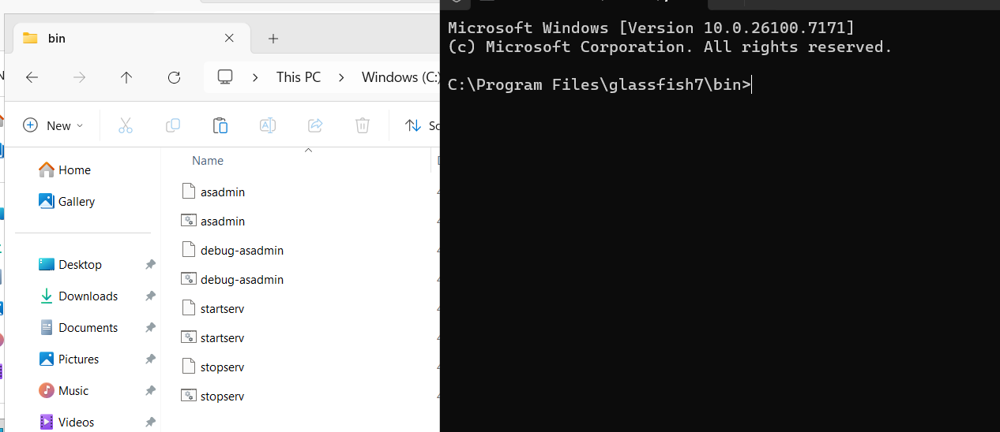 bin
This PC
Windows (C:)
New
Name
Home
Gallery
Desktop
Downloads
Documents
Pictures
Music
Videos
asadmin
asadmin
debug-asadmin
debug-asadmin
startserv
startserv
stopserv
stopserv
Microsoft Windows [Version 10.0.26100.7171]
(c) Microsoft Corporation. All rights reserved.
C:\Program Files\glassfish7\bin>